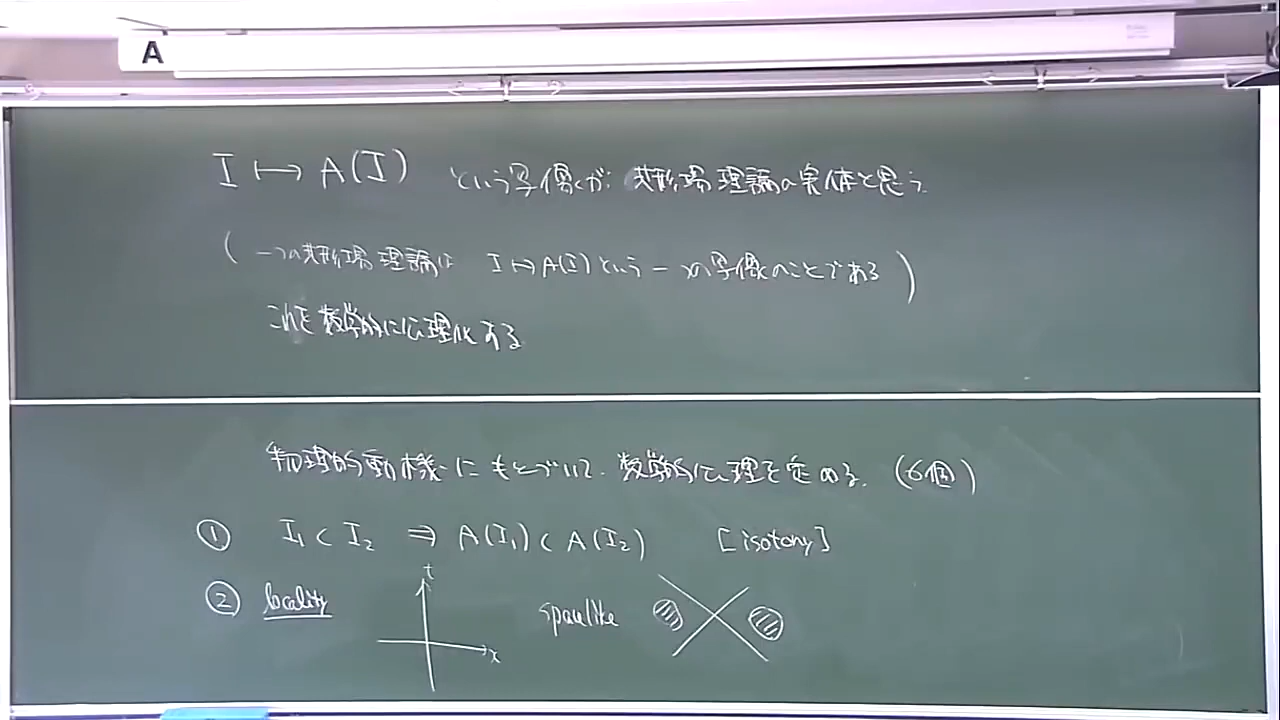 A
I ↦ A(I) という写像が、共形場理論の実体と思う
(一つの共形場理論は I ↦ A(I) という一つの写像のことである)
これを数学的に公理化する
物理的動機にもとづいて、数学的公理を定める。(6個)
① I₁ ⊂ I₂ ⇒ A(I₁) ⊂ A(I₂) [isotony]
② locality t x spacelike